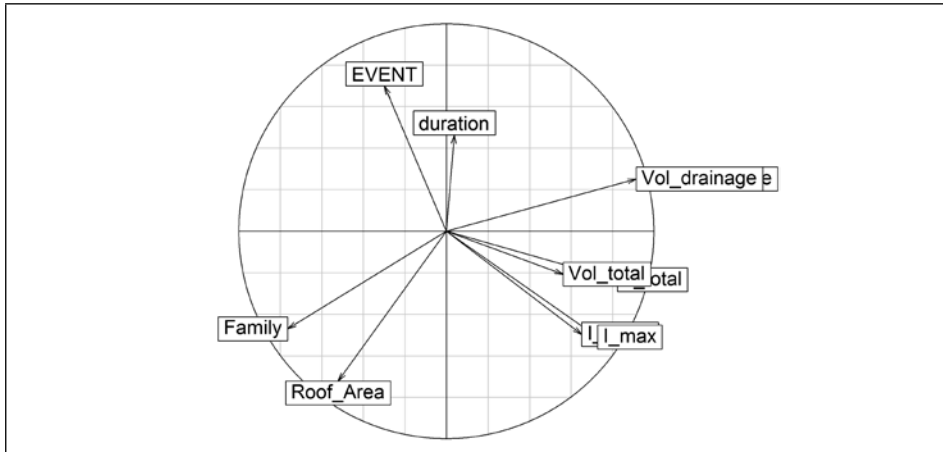 EVENT
duration
Vol_drainage
Vol_total
I_max
Family
Roof_Area